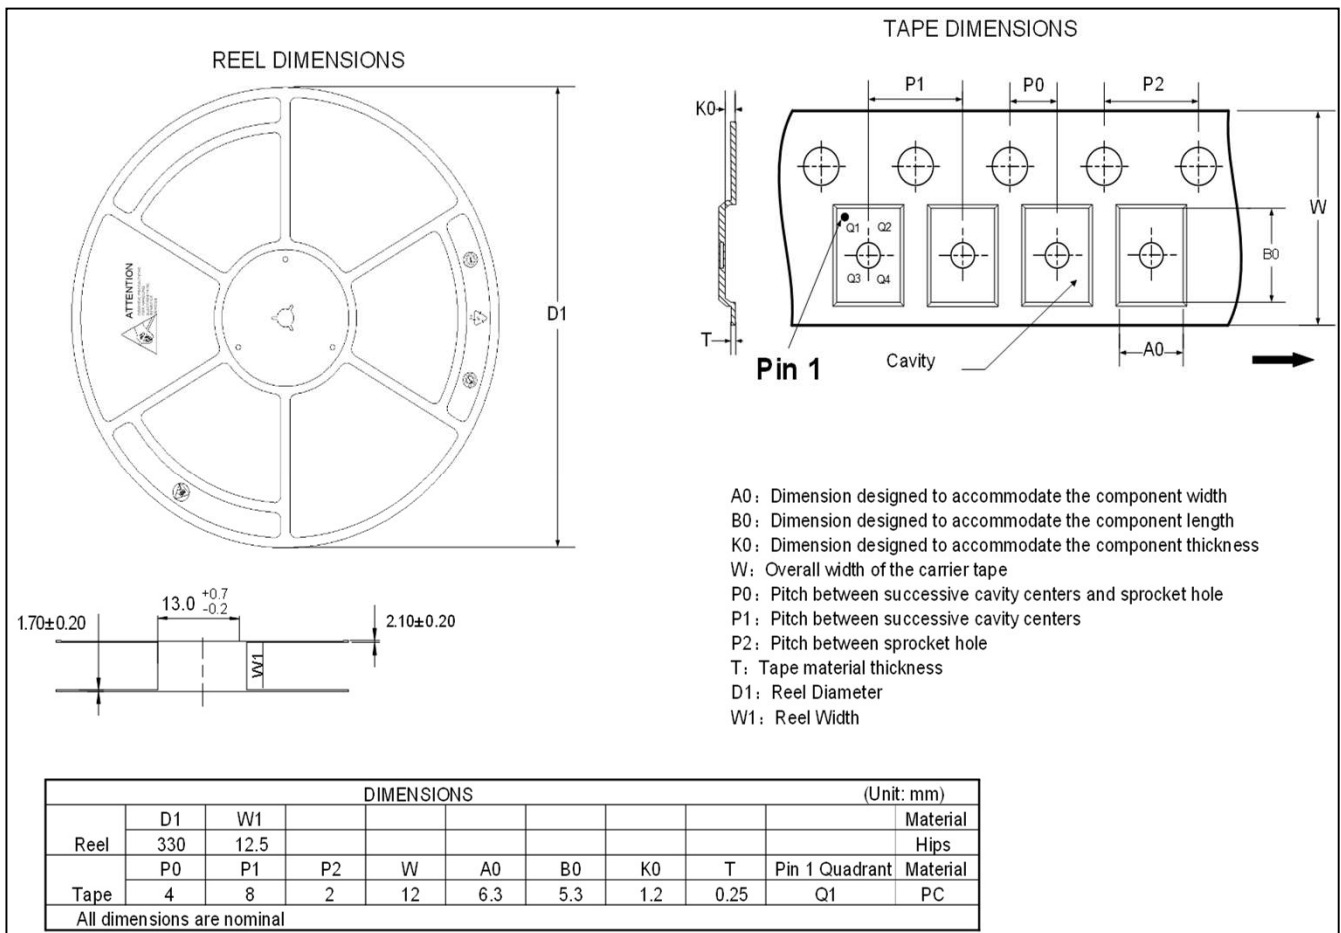 TAPE DIMENSIONS
REEL DIMENSIONS
P1 P0 P2
K0
D1
ATTENTION
W
Q1 Q2
Q3 Q4
B0
T
Pin 1
Cavity
A0
A0：Dimension designed to accommodate the component width
B0：Dimension designed to accommodate the component length
K0：Dimension designed to accommodate the component thickness
W：Overall width of the carrier tape
P0：Pitch between successive cavity centers and sprocket hole
P1：Pitch between successive cavity centers
P2：Pitch between sprocket hole
T：Tape material thickness
D1：Reel Diameter
W1：Reel Width
1.70±0.20
13.0 +0.7 -0.2
2.10±0.20
W1
DIMENSIONS (Unit: mm)
D1 W1 Material
Reel 330 12.5 Hips
P0 P1 P2 W A0 B0 K0 T Pin 1 Quadrant Material
Tape 4 8 2 12 6.3 5.3 1.2 0.25 Q1 PC
All dimensions are nominal